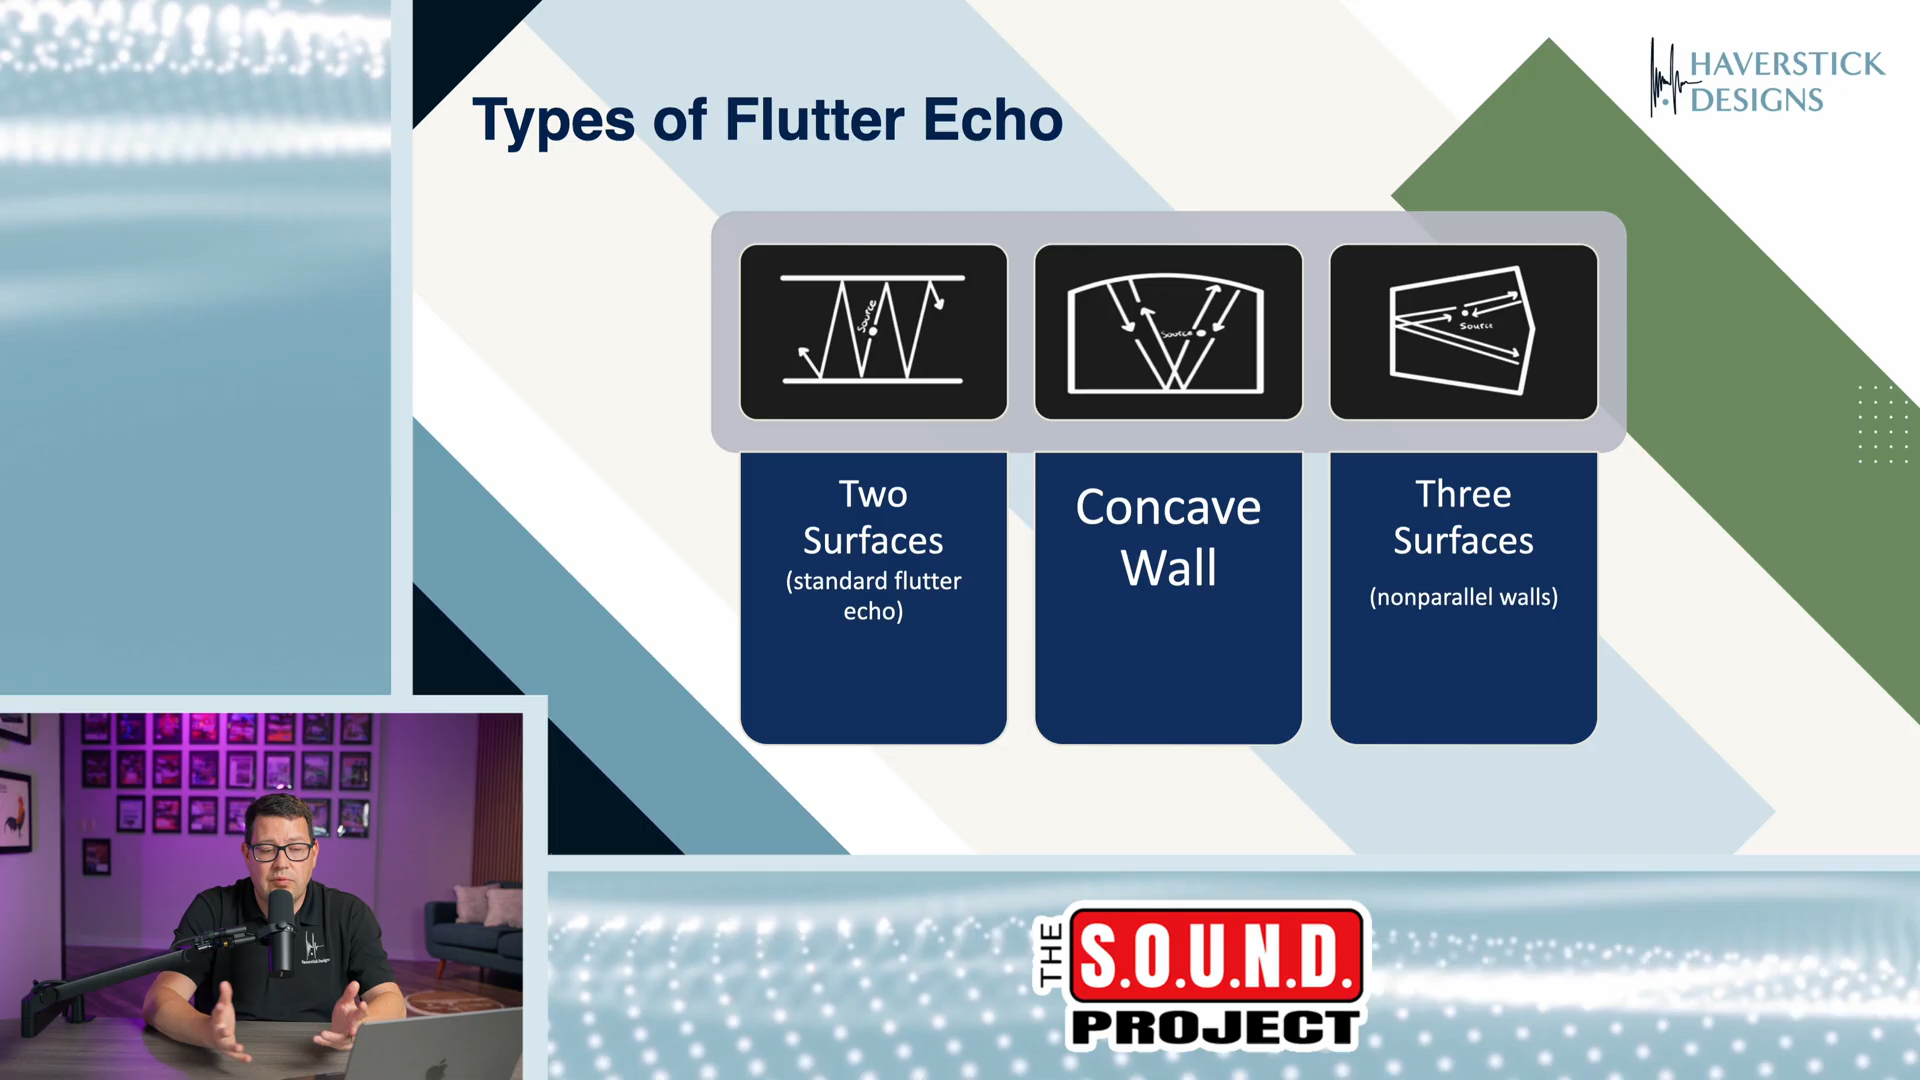 HAVERSTICK
DESIGNS
Types of Flutter Echo
Source
Source
Source
Two
Surfaces
(standard flutter
echo)
Concave
Wall
Three
Surfaces
(nonparallel walls)
THE
S.O.U.N.D.
PROJECT